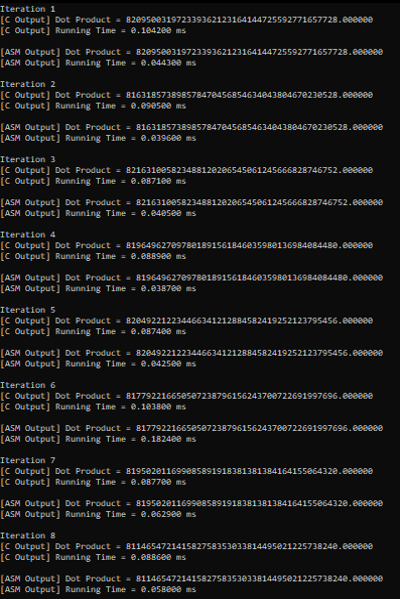 Iteration 1
[C Output] Dot Product = 820950031972339362123164144725592771657728.000000
[C Output] Running Time = 0.104200 ms
[ASM Output] Dot Product = 820950031972339362123164144725592771657728.000000
[ASM Output] Running Time = 0.044300 ms
Iteration 2
[C Output] Dot Product = 816318573898578470456854634043804670230528.000000
[C Output] Running Time = 0.090500 ms
[ASM Output] Dot Product = 816318573898578470456854634043804670230528.000000
[ASM Output] Running Time = 0.039600 ms
Iteration 3
[C Output] Dot Product = 821631005823488120206545061245666828746752.000000
[C Output] Running Time = 0.087100 ms
[ASM Output] Dot Product = 821631005823488120206545061245666828746752.000000
[ASM Output] Running Time = 0.040500 ms
Iteration 4
[C Output] Dot Product = 819649627097801891561846035980136984084480.000000
[C Output] Running Time = 0.088900 ms
[ASM Output] Dot Product = 819649627097801891561846035980136984084480.000000
[ASM Output] Running Time = 0.038700 ms
Iteration 5
[C Output] Dot Product = 820492212234466341212884582419252123795456.000000
[C Output] Running Time = 0.087400 ms
[ASM Output] Dot Product = 820492212234466341212884582419252123795456.000000
[ASM Output] Running Time = 0.042500 ms
Iteration 6
[C Output] Dot Product = 817792216650507238796156243700722691997696.000000
[C Output] Running Time = 0.103800 ms
[ASM Output] Dot Product = 817792216650507238796156243700722691997696.000000
[ASM Output] Running Time = 0.182400 ms
Iteration 7
[C Output] Dot Product = 819502011699085891918381381384164155064320.000000
[C Output] Running Time = 0.087700 ms
[ASM Output] Dot Product = 819502011699085891918381381384164155064320.000000
[ASM Output] Running Time = 0.062900 ms
Iteration 8
[C Output] Dot Product = 811465472141582758353033814495021225738240.000000
[C Output] Running Time = 0.088600 ms
[ASM Output] Dot Product = 811465472141582758353033814495021225738240.000000
[ASM Output] Running Time = 0.058000 ms